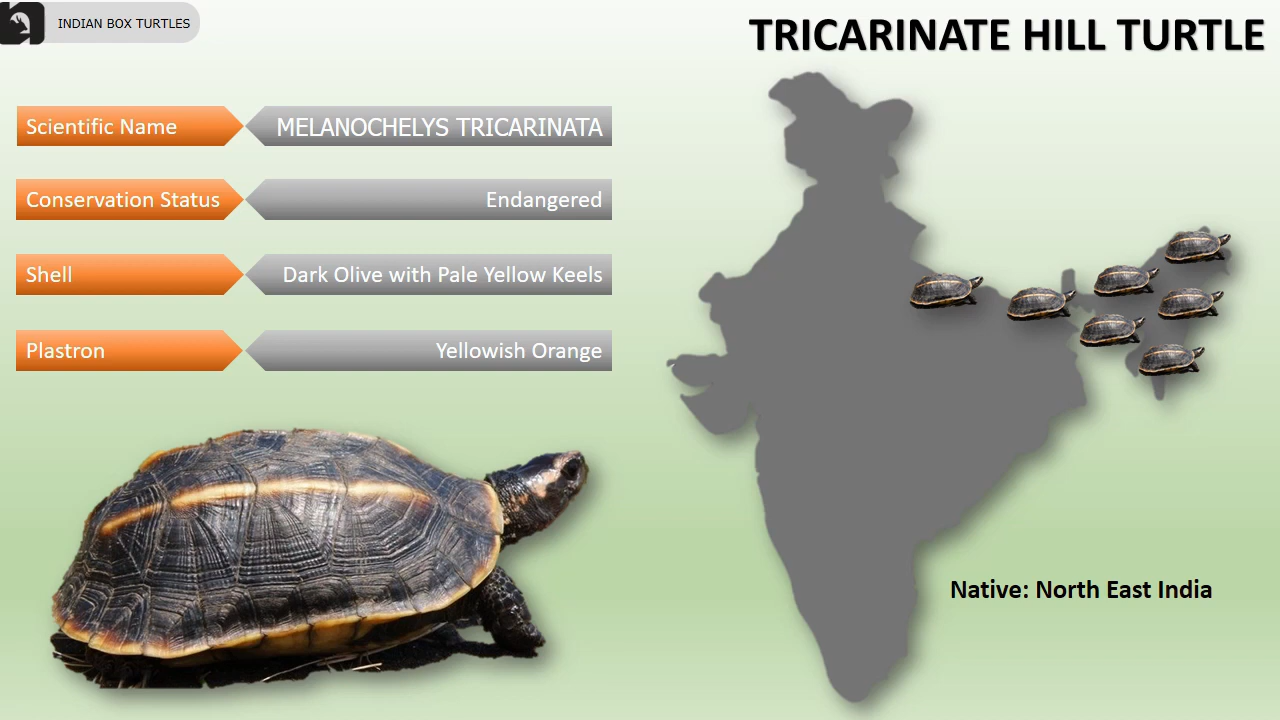 INDIAN BOX TURTLES
TRICARINATE HILL TURTLE
Scientific Name
MELANOCHELYS TRICARINATA
Conservation Status
Endangered
Shell
Dark Olive with Pale Yellow Keels
Plastron
Yellowish Orange
Native: North East India